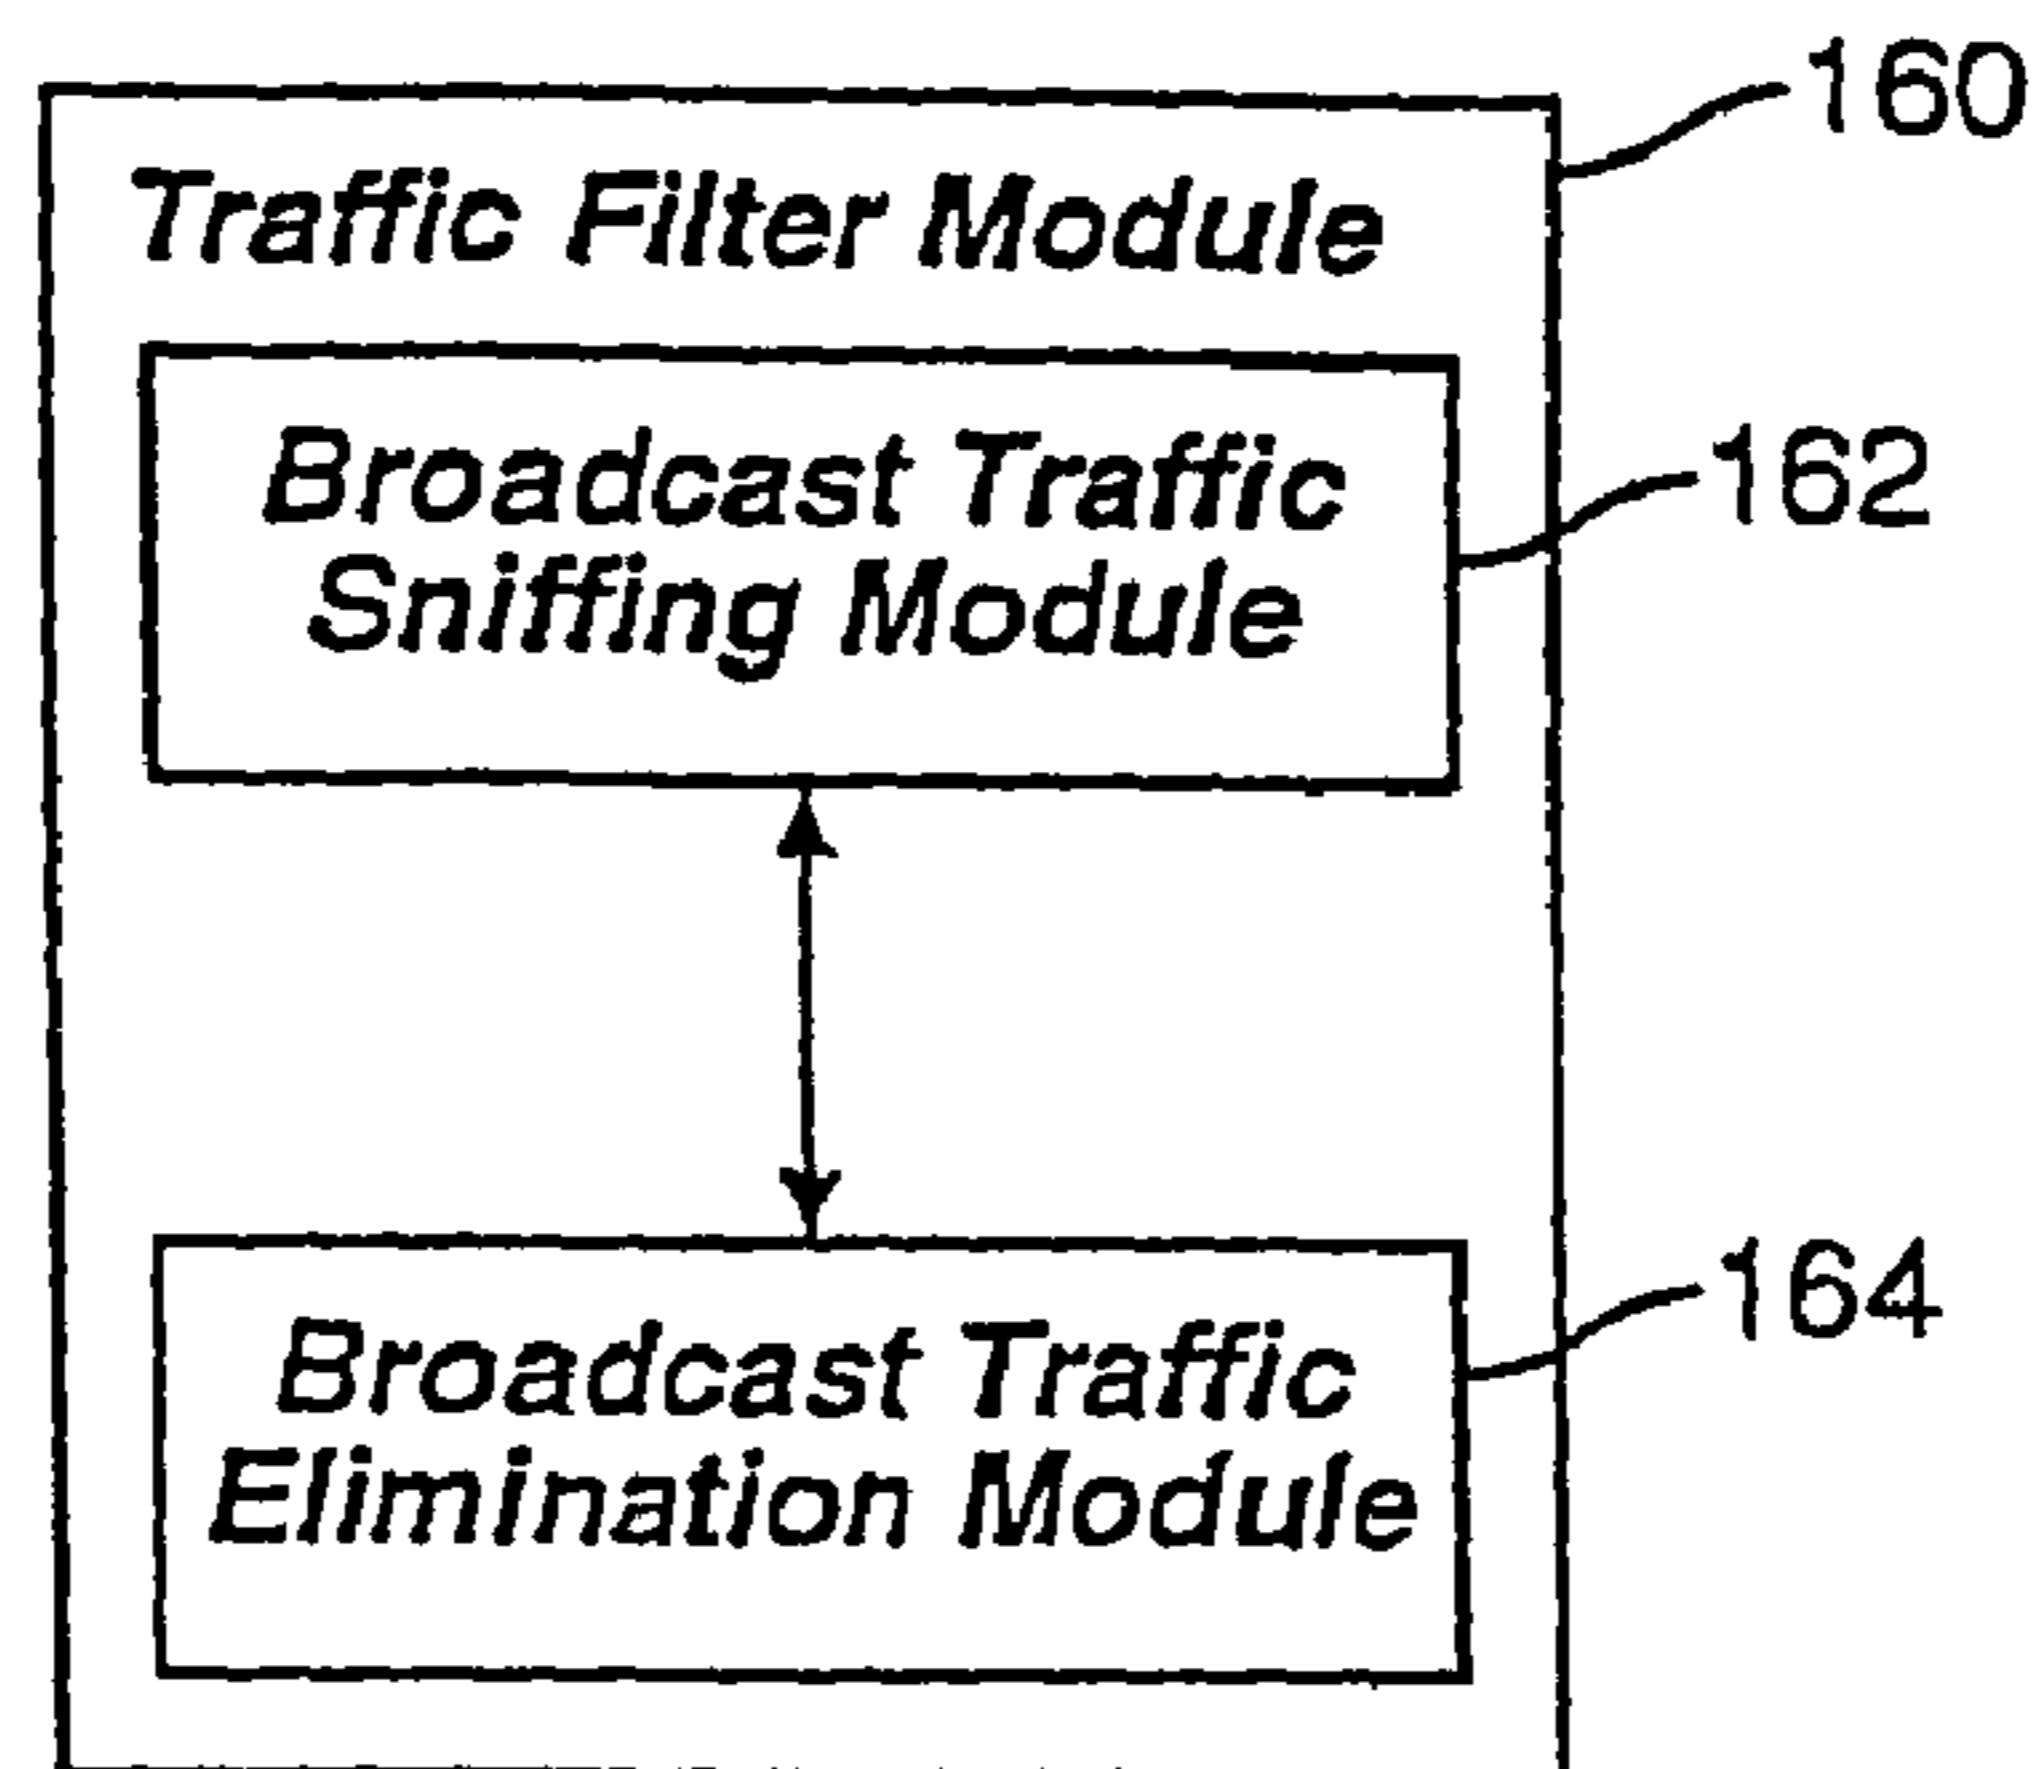 160
Traffic Filter Module
Broadcast Traffic
Sniffing Module
162
Broadcast Traffic
Elimination Module
164